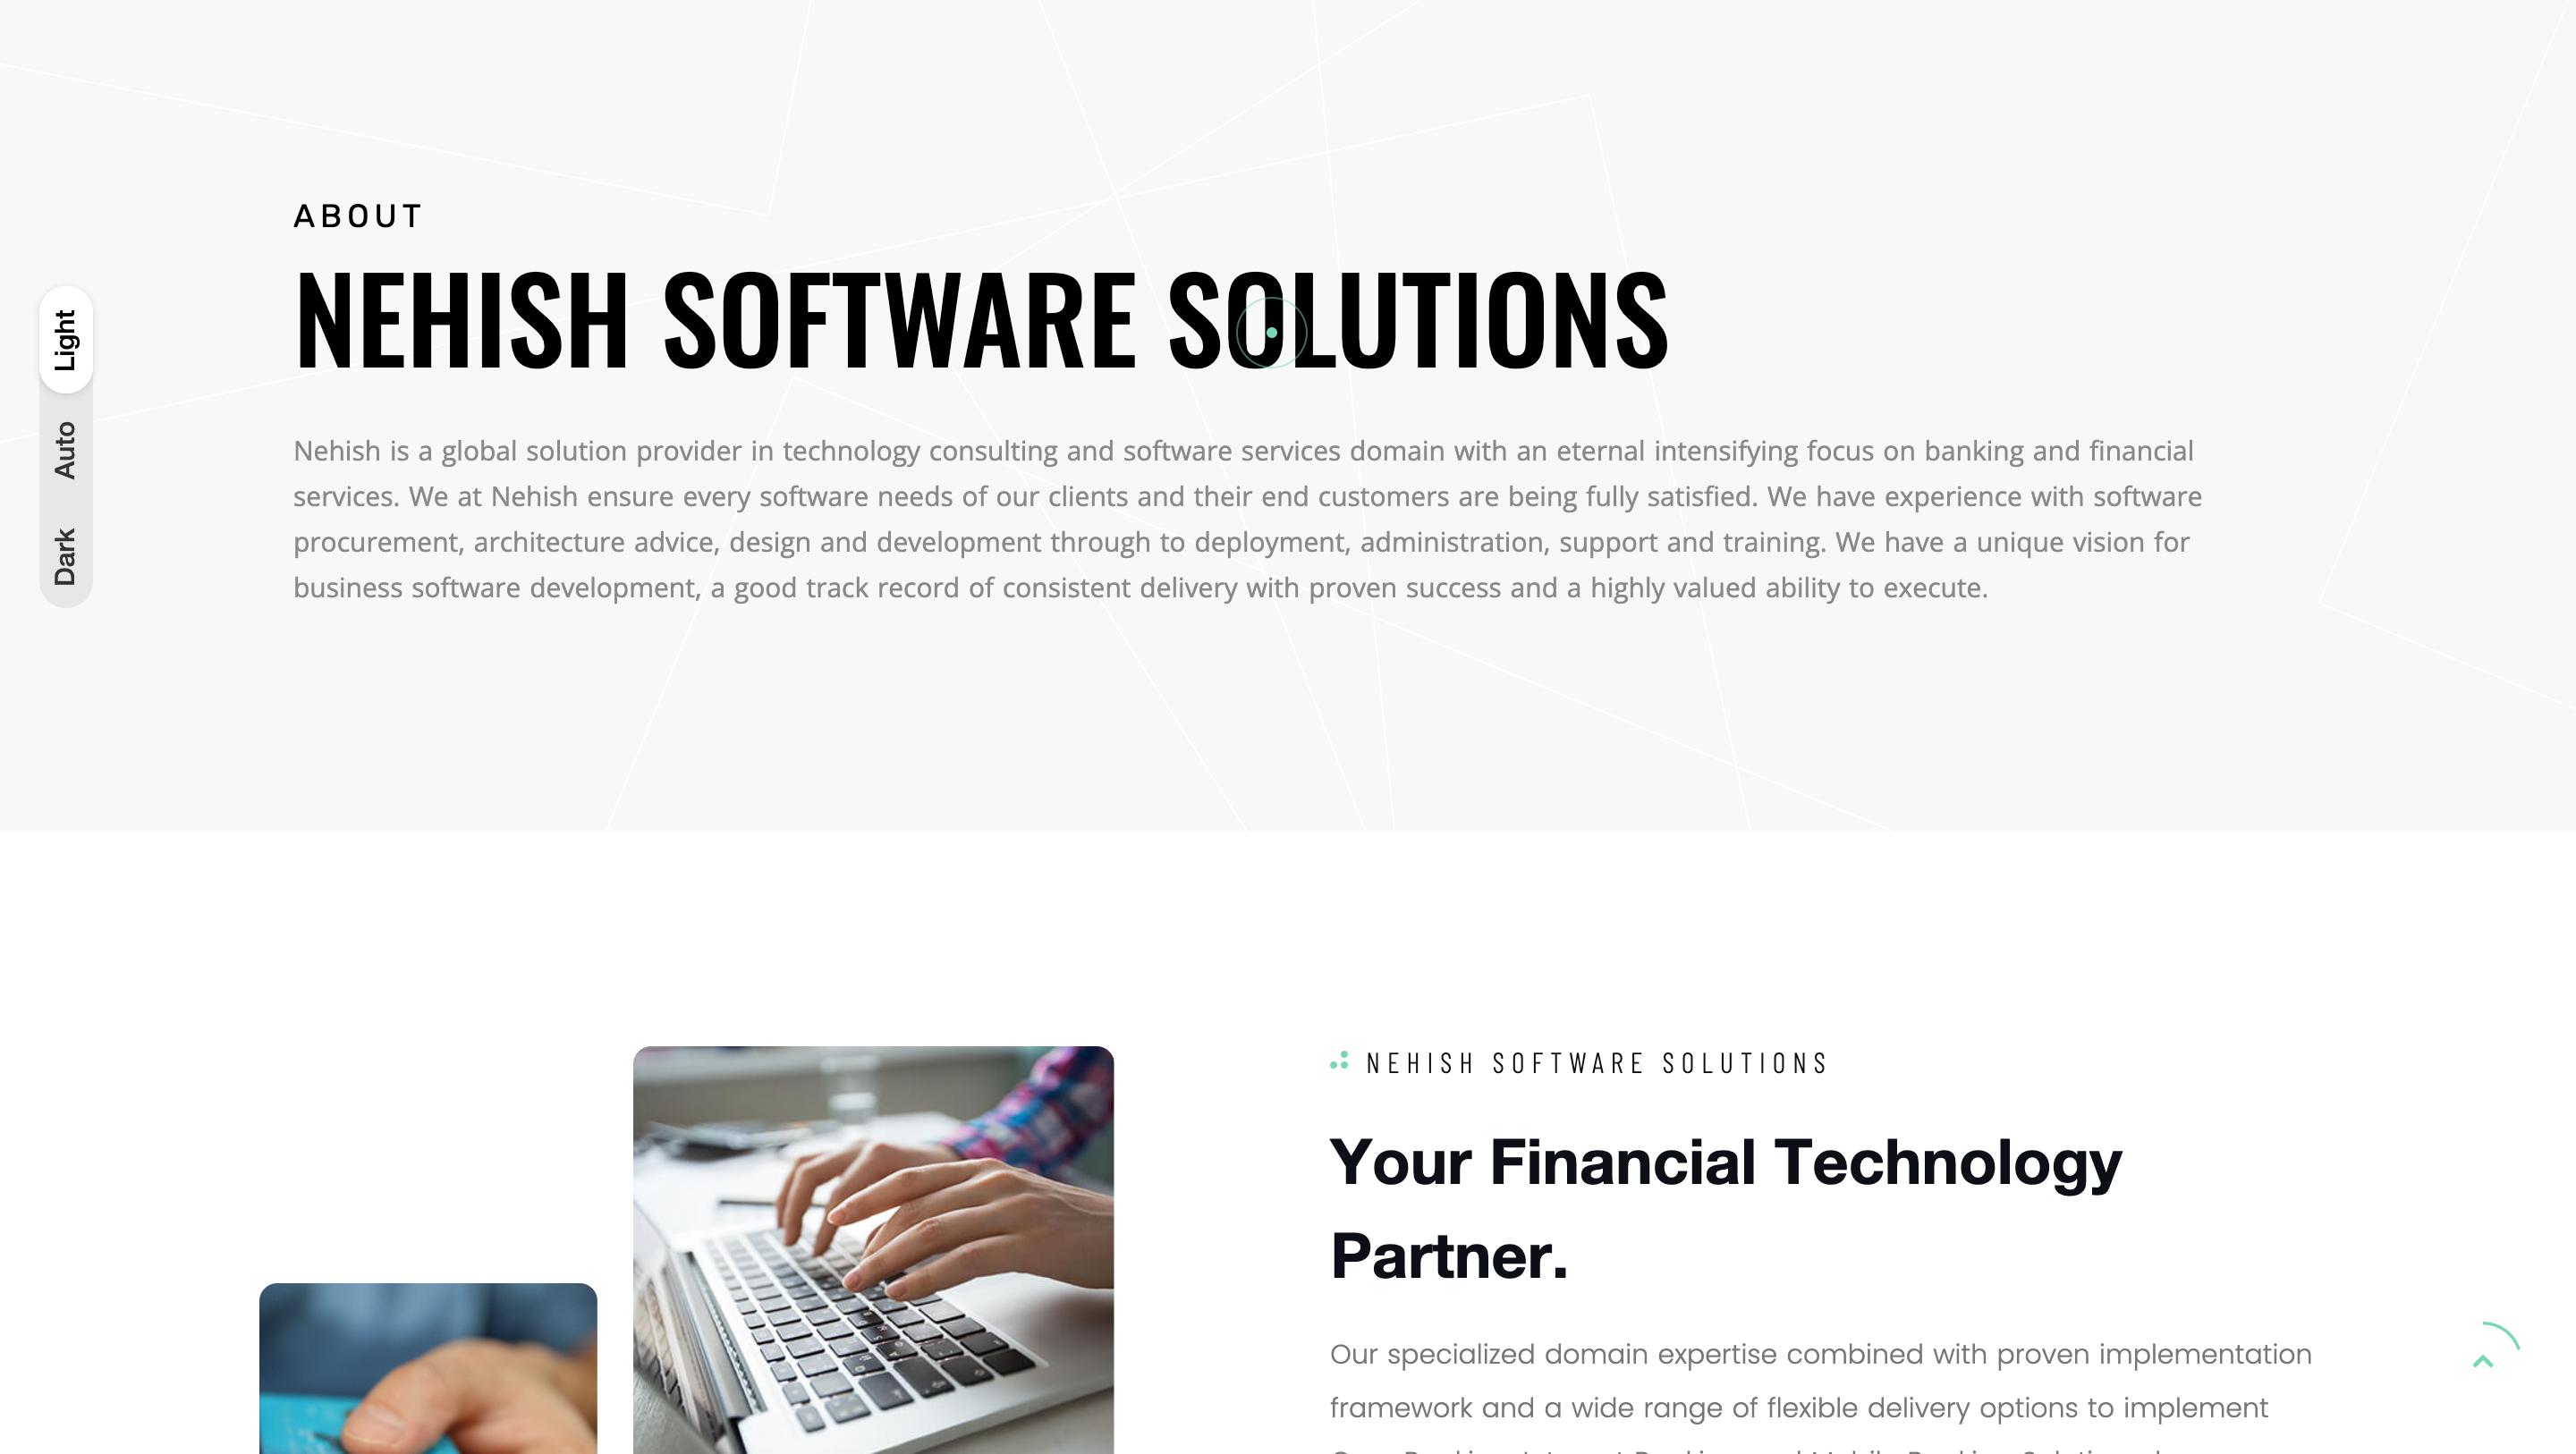 ABOUT
NEHISH SOFTWARE SOLUTIONS
Light
Auto
Dark
Nehish is a global solution provider in technology consulting and software services domain with an eternal intensifying focus on banking and financial
services. We at Nehish ensure every software needs of our clients and their end customers are being fully satisfied. We have experience with software
procurement, architecture advice, design and development through to deployment, administration, support and training. We have a unique vision for
business software development, a good track record of consistent delivery with proven success and a highly valued ability to execute.
NEHISH SOFTWARE SOLUTIONS
Your Financial Technology
Partner.
Our specialized domain expertise combined with proven implementation
framework and a wide range of flexible delivery options to implement